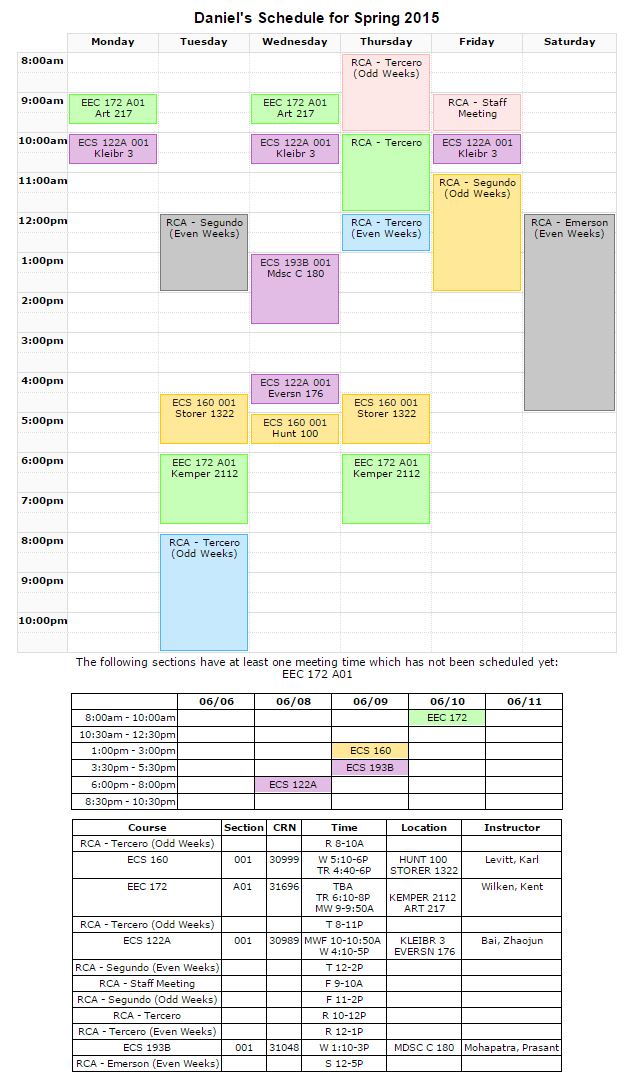 Daniel's Schedule for Spring 2015
Monday Tuesday Wednesday Thursday Friday Saturday
8:00am
RCA - Tercero
(Odd Weeks)
9:00am
EEC 172 A01
Art 217
EEC 172 A01
Art 217
RCA - Staff
Meeting
10:00am
ECS 122A 001
Kleibr 3
ECS 122A 001
Kleibr 3
RCA - Tercero
ECS 122A 001
Kleibr 3
11:00am
RCA - Segundo
(Odd Weeks)
12:00pm
RCA - Segundo
(Even Weeks)
RCA - Tercero
(Even Weeks)
RCA - Emerson
(Even Weeks)
1:00pm
ECS 193B 001
Mdsc C 180
2:00pm
3:00pm
4:00pm
ECS 122A 001
Eversn 176
ECS 160 001
Storer 1322
ECS 160 001
Storer 1322
5:00pm
ECS 160 001
Hunt 100
6:00pm
EEC 172 A01
Kemper 2112
EEC 172 A01
Kemper 2112
7:00pm
8:00pm
RCA - Tercero
(Odd Weeks)
9:00pm
10:00pm
The following sections have at least one meeting time which has not been scheduled yet:
EEC 172 A01
06/06 06/08 06/09 06/10 06/11
8:00am - 10:00am EEC 172
10:30am - 12:30pm
1:00pm - 3:00pm ECS 160
3:30pm - 5:30pm ECS 193B
6:00pm - 8:00pm ECS 122A
8:30pm - 10:30pm
Course Section CRN Time Location Instructor
RCA - Tercero (Odd Weeks) R 8-10A
ECS 160 001 30999 W 5:10-6P HUNT 100 Levitt, Karl
TR 4:40-6P STORER 1322
EEC 172 A01 31696 TBA Wilken, Kent
TR 6:10-8P KEMPER 2112
MW 9-9:50A ART 217
RCA - Tercero (Odd Weeks) T 8-11P
ECS 122A 001 30989 MWF 10-10:50A KLEIBR 3 Bai, Zhaojun
W 4:10-5P EVERSN 176
RCA - Segundo (Even Weeks) T 12-2P
RCA - Staff Meeting F 9-10A
RCA - Segundo (Odd Weeks) F 11-2P
RCA - Tercero R 10-12P
RCA - Tercero (Even Weeks) R 12-1P
ECS 193B 001 31048 W 1:10-3P MDSC C 180 Mohapatra, Prasant
RCA - Emerson (Even Weeks) S 12-5P